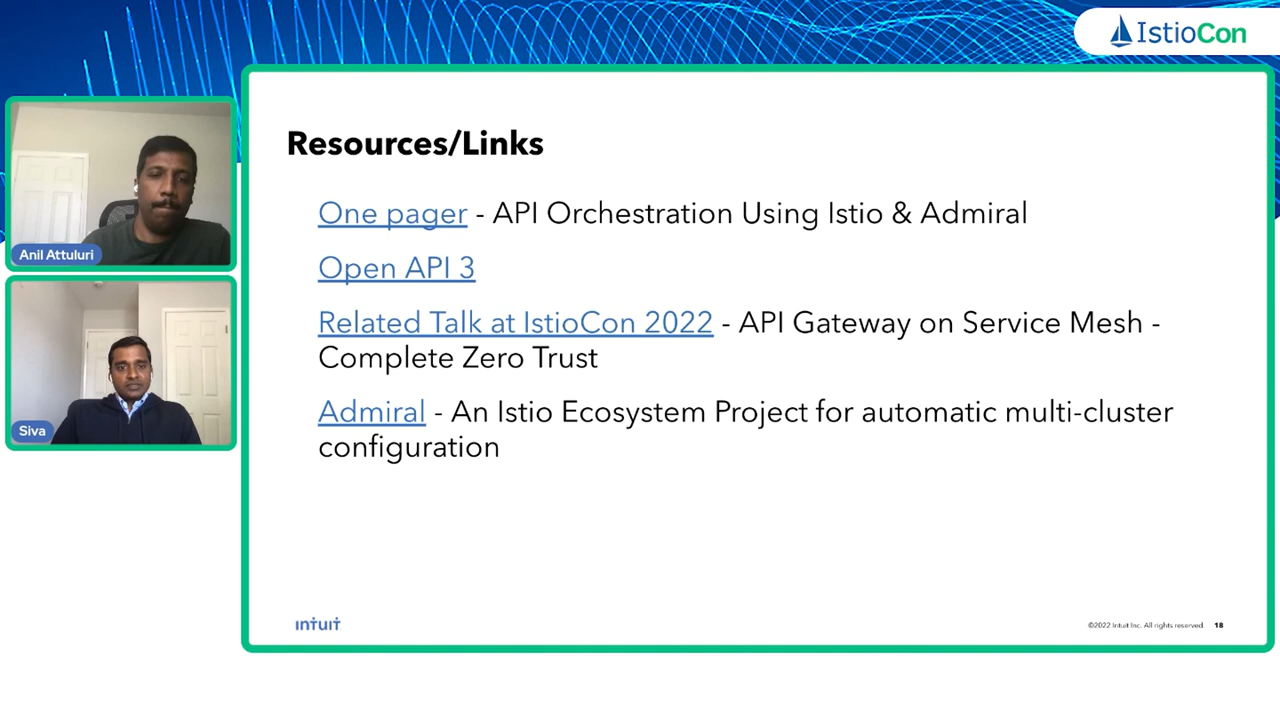 IstioCon
Anil Attuluri
Siva
Resources/Links
One pager - API Orchestration Using Istio & Admiral
Open API 3
Related Talk at IstioCon 2022 - API Gateway on Service Mesh -
Complete Zero Trust
Admiral - An Istio Ecosystem Project for automatic multi-cluster
configuration
intuit
©2022 Intuit Inc. All rights reserved. 18